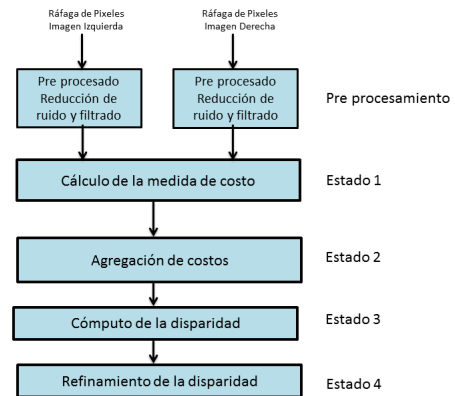 Ráfaga de Pixeles
Imagen Izquierda
Ráfaga de Pixeles
Imagen Derecha
Pre procesado
Reducción de
ruido y filtrado
Pre procesado
Reducción de
ruido y filtrado
Pre procesamiento
Cálculo de la medida de costo
Estado 1
Agregación de costos
Estado 2
Cómputo de la disparidad
Estado 3
Refinamiento de la disparidad
Estado 4